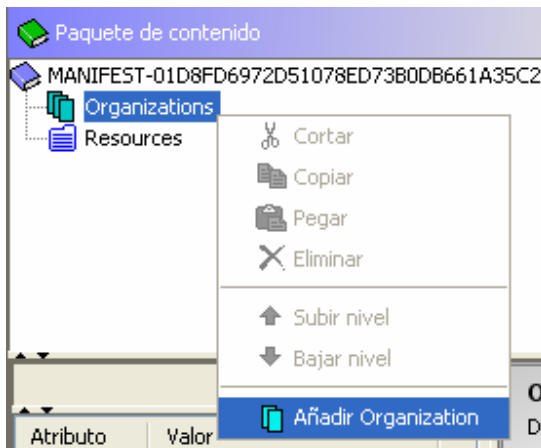 Paquete de contenido
MANIFEST-01D8FD6972D51078ED73B0DB661A35C2
Organizations
Resources
Cortar
Copiar
Pegar
Eliminar
Subir nivel
Bajar nivel
Añadir Organization
Atributo Valor